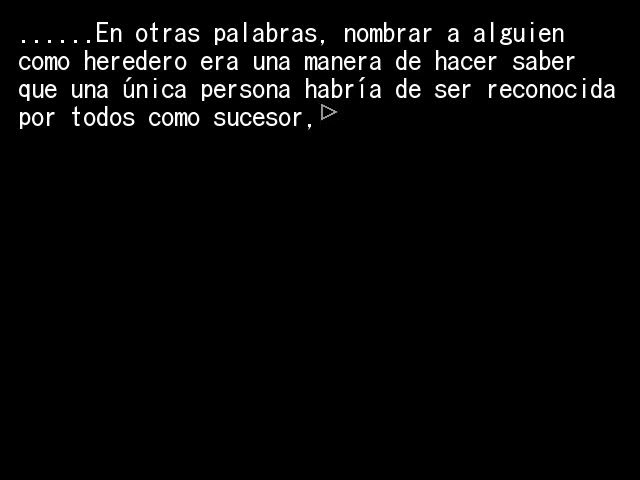 ......En otras palabras, nombrar a alguien
como heredero era una manera de hacer saber
que una única persona habría de ser reconocida
por todos como sucesor,